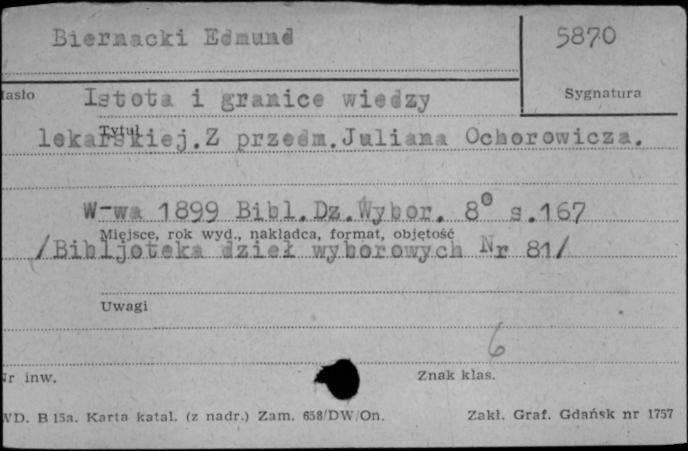 Biernacki Edmund
5870
Hasło
Sygnatura
Istota i granice wiedzy
Tytuł
lekarskiej. Z przedm. Juliana Ochorowicza.
W-wa 1899 Bibl. Dz. Wybor. 8° s. 167
Miejsce, rok wyd., nakładca, format, objętość
/Bibljoteka dzieł wyborowych Nr 81/
Uwagi
6
Nr inw.
Znak klas.
WD. B 15a. Karta katal. (z nadr.) Zam. 658/DW/On.
Zakł. Graf. Gdańsk nr 1757